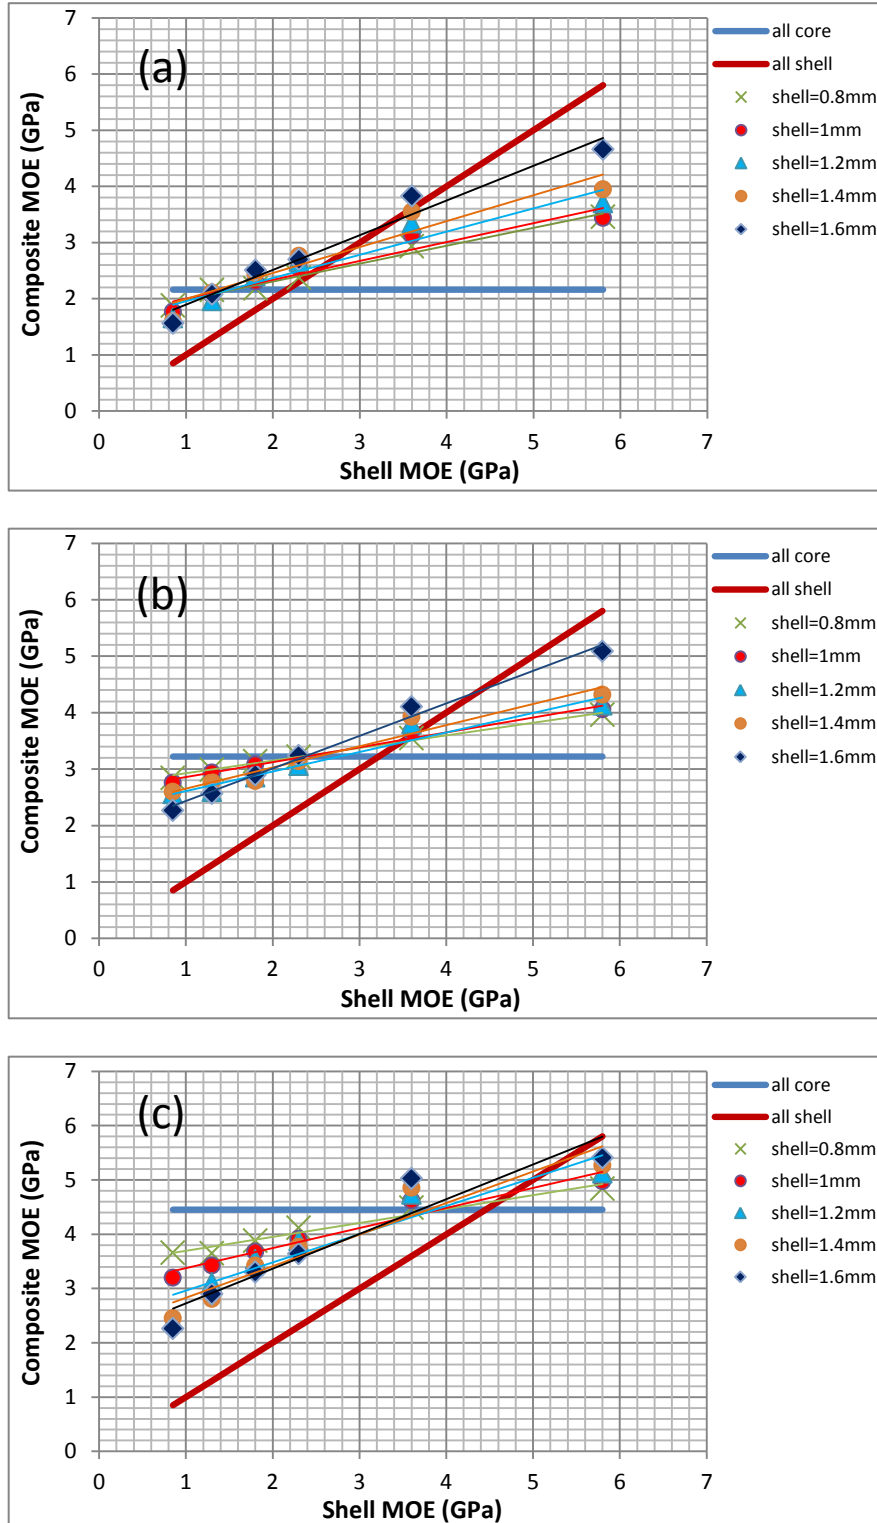 (a)
Composite MOE (GPa)
7
6
5
4
3
2
1
0
0 1 2 3 4 5 6 7
Shell MOE (GPa)
all core
all shell
shell=0.8mm
shell=1mm
shell=1.2mm
shell=1.4mm
shell=1.6mm
(b)
Composite MOE (GPa)
7
6
5
4
3
2
1
0
0 1 2 3 4 5 6 7
Shell MOE (GPa)
all core
all shell
shell=0.8mm
shell=1mm
shell=1.2mm
shell=1.4mm
shell=1.6mm
(c)
Composite MOE (GPa)
7
6
5
4
3
2
1
0
0 1 2 3 4 5 6 7
Shell MOE (GPa)
all core
all shell
shell=0.8mm
shell=1mm
shell=1.2mm
shell=1.4mm
shell=1.6mm